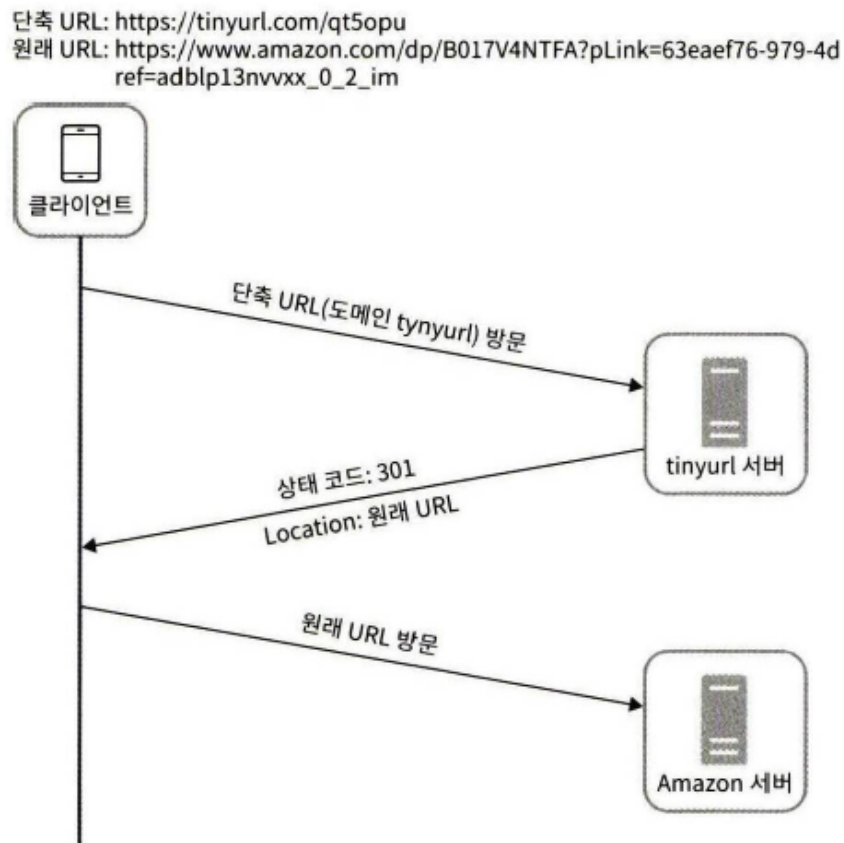 단축 URL: https://tinyurl.com/qt5opu
원래 URL: https://www.amazon.com/dp/B017V4NTFA?pLink=63eaef76-979-4d
ref=adblp13nvvxx_0_2_im
클라이언트
단축 URL(도메인 tynyurl) 방문
tinyurl 서버
상태 코드: 301
Location: 원래 URL
원래 URL 방문
Amazon 서버